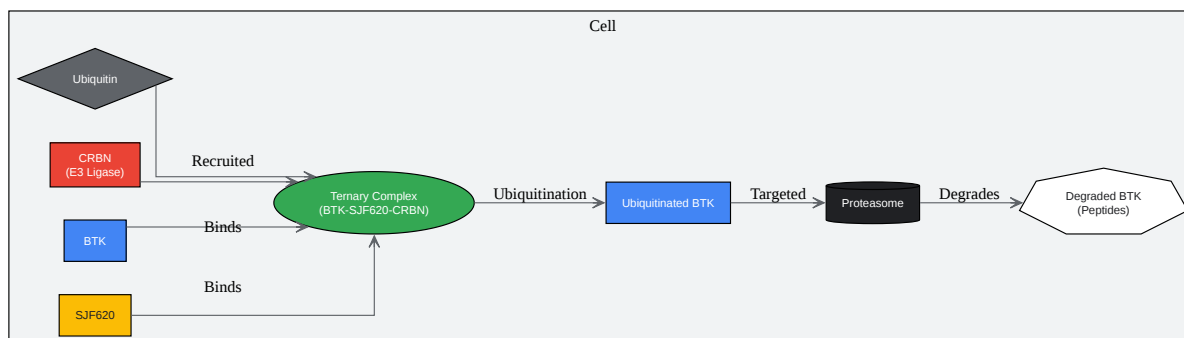 Cell
Ubiquitin
CRBN
(E3 Ligase)
Recruited
BTK
Binds
SJF620
Binds
Ternary Complex
(BTK-SJF620-CRBN)
Ubiquitination
Ubiquitinated BTK
Targeted
Proteasome
Degrades
Degraded BTK
(Peptides)